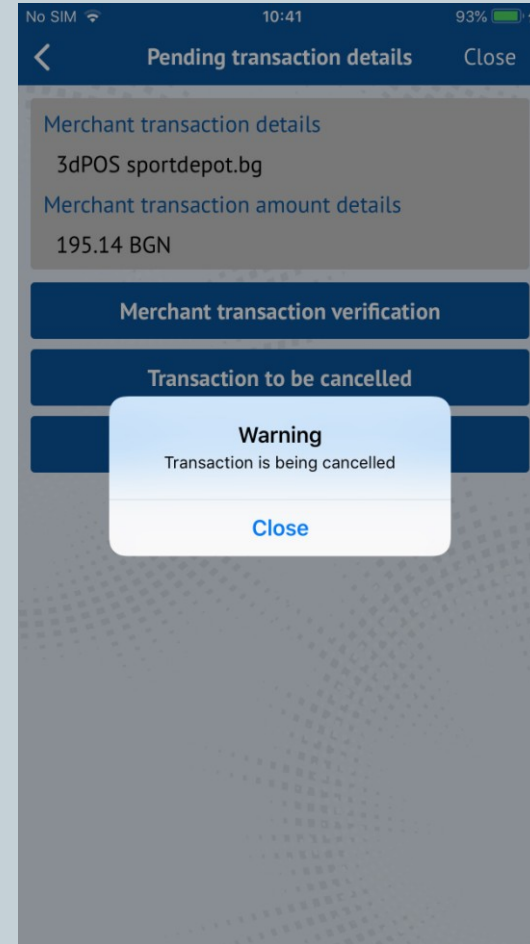 No SIM 10:41 93%
Pending transaction details Close
Merchant transaction details
3dPOS sportdepot.bg
Merchant transaction amount details
195.14 BGN
Merchant transaction verification
Transaction to be cancelled
Warning
Transaction is being cancelled
Close